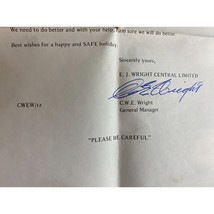 We need to do better and with your help, I am sure we will do better.
Best wishes for a happy and SAFE holiday.
Sincerely yours,
E. J. WRIGHT CENTRAL LIMITED
CEWright
C.W.E. Wright
General Manager
CWEW/rr
"PLEASE BE CAREFUL"